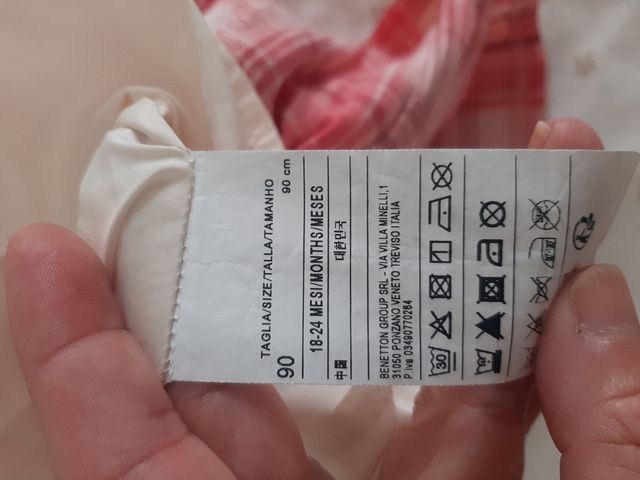 TAGLIA/SIZE/TALLA/TAMANHO
90 90 cm
18-24 MESI/MONTHS/MESES
中国 대한민국
BENETTON GROUP SRL - VIA VILLA MINELLI,1
31050 PONZANO VENETO TREVISO ITALIA
P.iva 03490770264
30